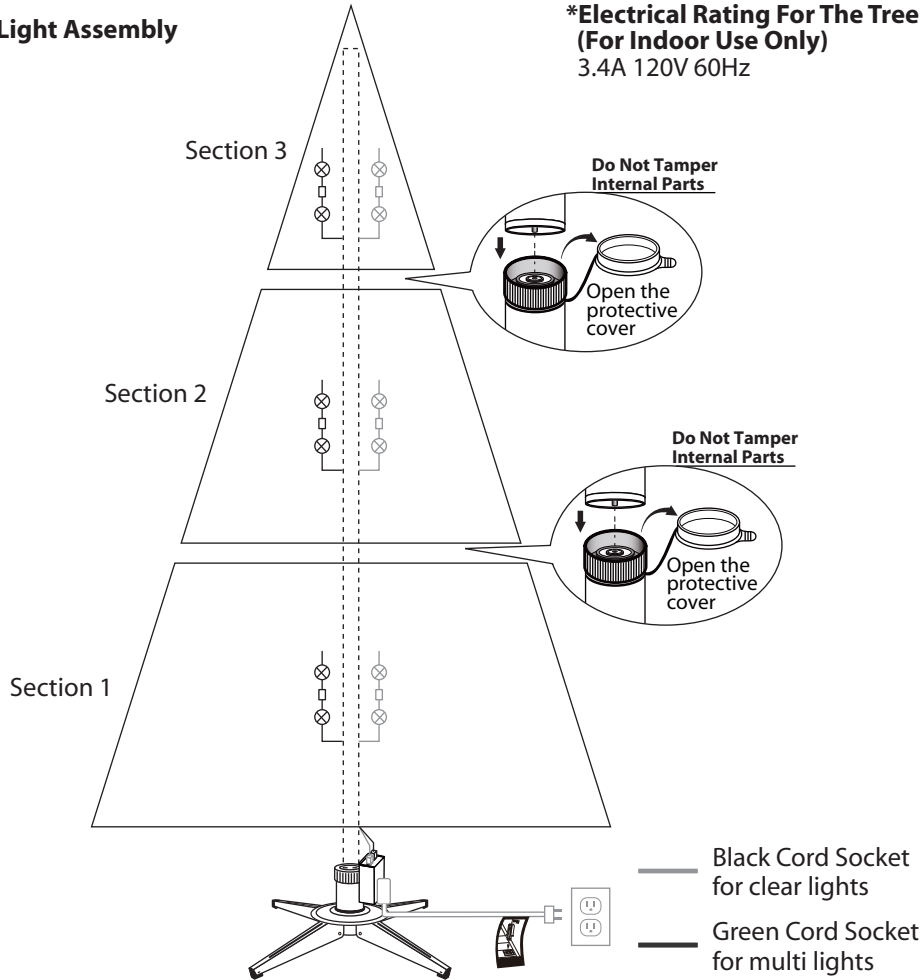 Light Assembly
*Electrical Rating For The Tree
(For Indoor Use Only)
3.4A 120V 60Hz
Section 3
Do Not Tamper
Internal Parts
Open the
protective
cover
Section 2
Do Not Tamper
Internal Parts
Open the
protective
cover
Section 1
Black Cord Socket
for clear lights
Green Cord Socket
for multi lights